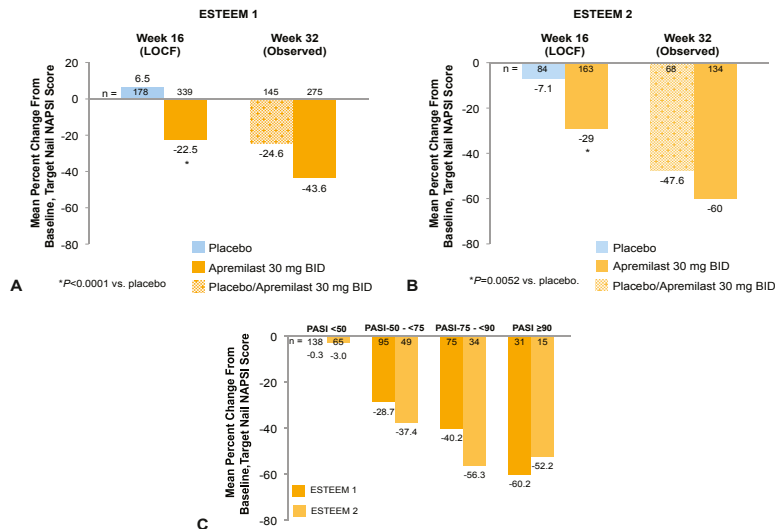 ESTEEM 1
Week 16
(LOCF)
Week 32
(Observed)
Mean Percent Change From
Baseline, Target Nail NAPSI Score
40
20
0
-20
-40
-60
-80
n =
6.5
178
339
145
275
-22.5
*
-24.6
-43.6
Placebo
Apremilast 30 mg BID
Placebo/Apremilast 30 mg BID
A
*P<0.0001 vs. placebo
ESTEEM 2
Week 16
(LOCF)
Week 32
(Observed)
Mean Percent Change From
Baseline, Target Nail NAPSI Score
0
-20
-40
-60
-80
n =
84
163
68
134
-7.1
-29
*
-47.6
-60
Placebo
Apremilast 30 mg BID
Placebo/Apremilast 30 mg BID
B
*P=0.0052 vs. placebo.
PASI <50
PASI-50 - <75
PASI-75 - <90
PASI ≥90
Mean Percent Change From
Baseline,Target Nail NAPSI Score
0
-20
-40
-60
-80
n =
138
65
95
49
75
34
31
15
-0.3
-3.0
-28.7
-37.4
-40.2
-56.3
-60.2
-52.2
ESTEEM 1
ESTEEM 2
C